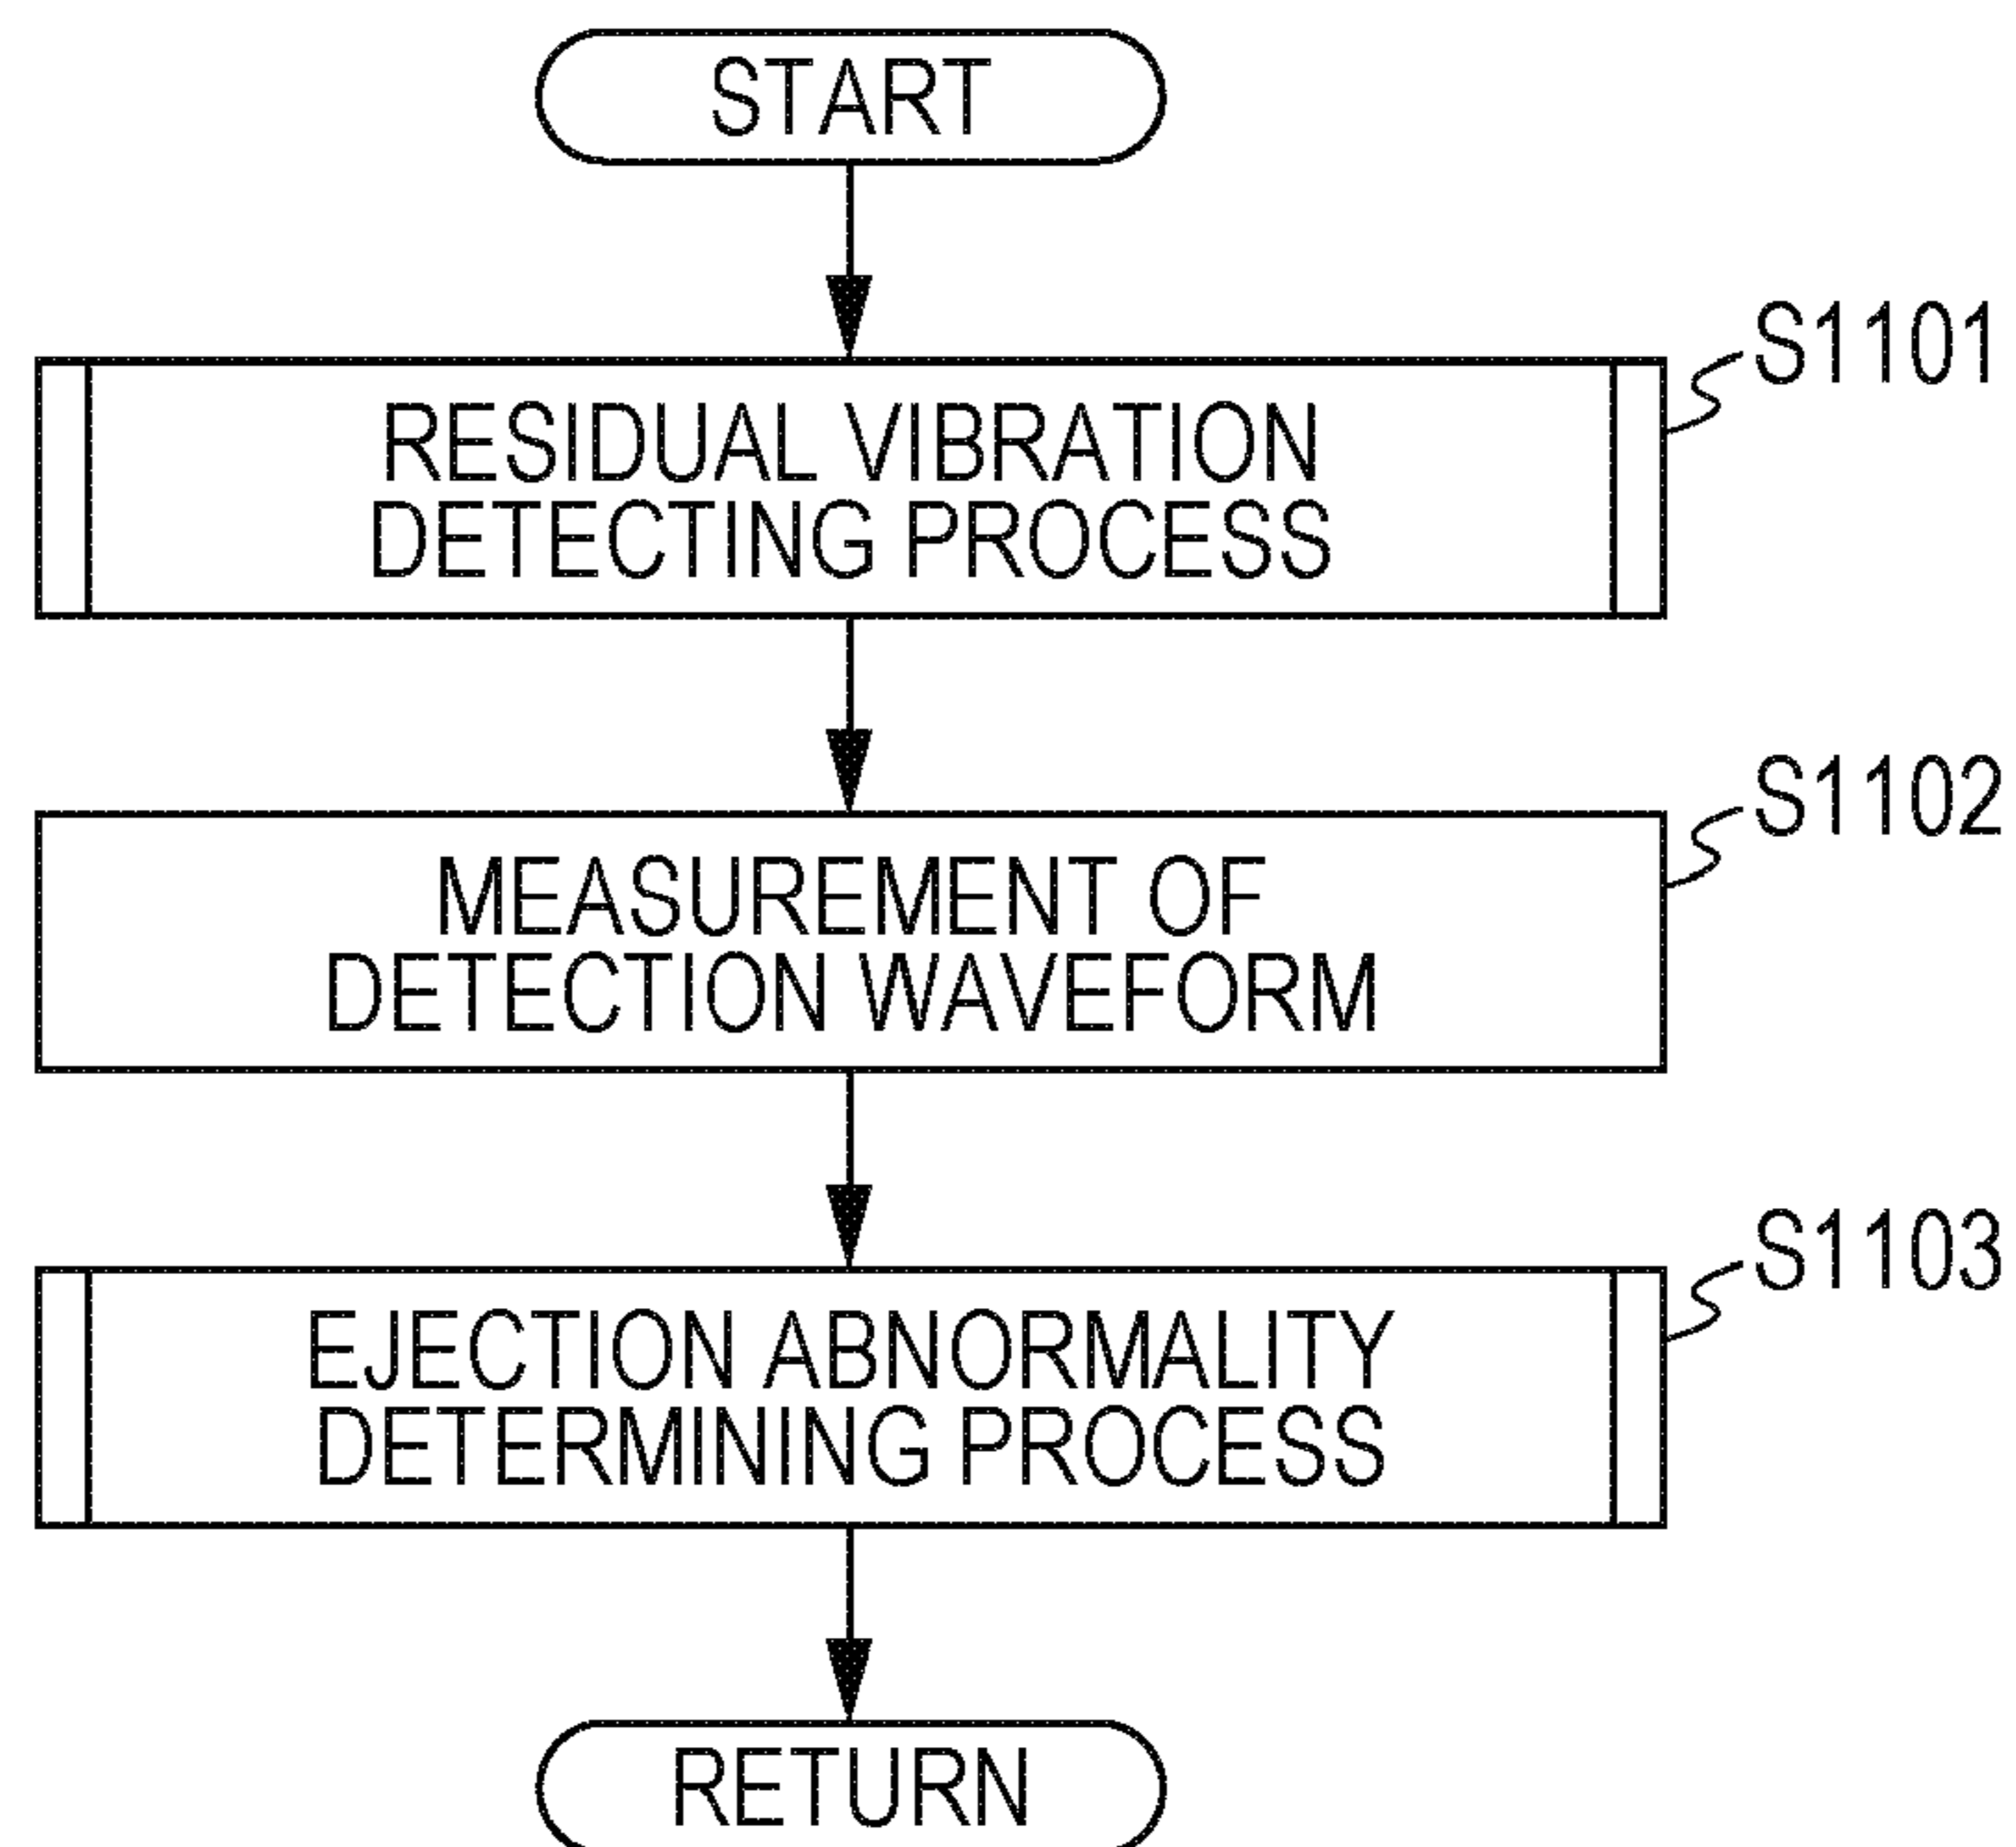 START
S1101
RESIDUAL VIBRATION
DETECTING PROCESS
S1102
MEASUREMENT OF
DETECTION WAVEFORM
S1103
EJECTION ABNORMALITY
DETERMINING PROCESS
RETURN